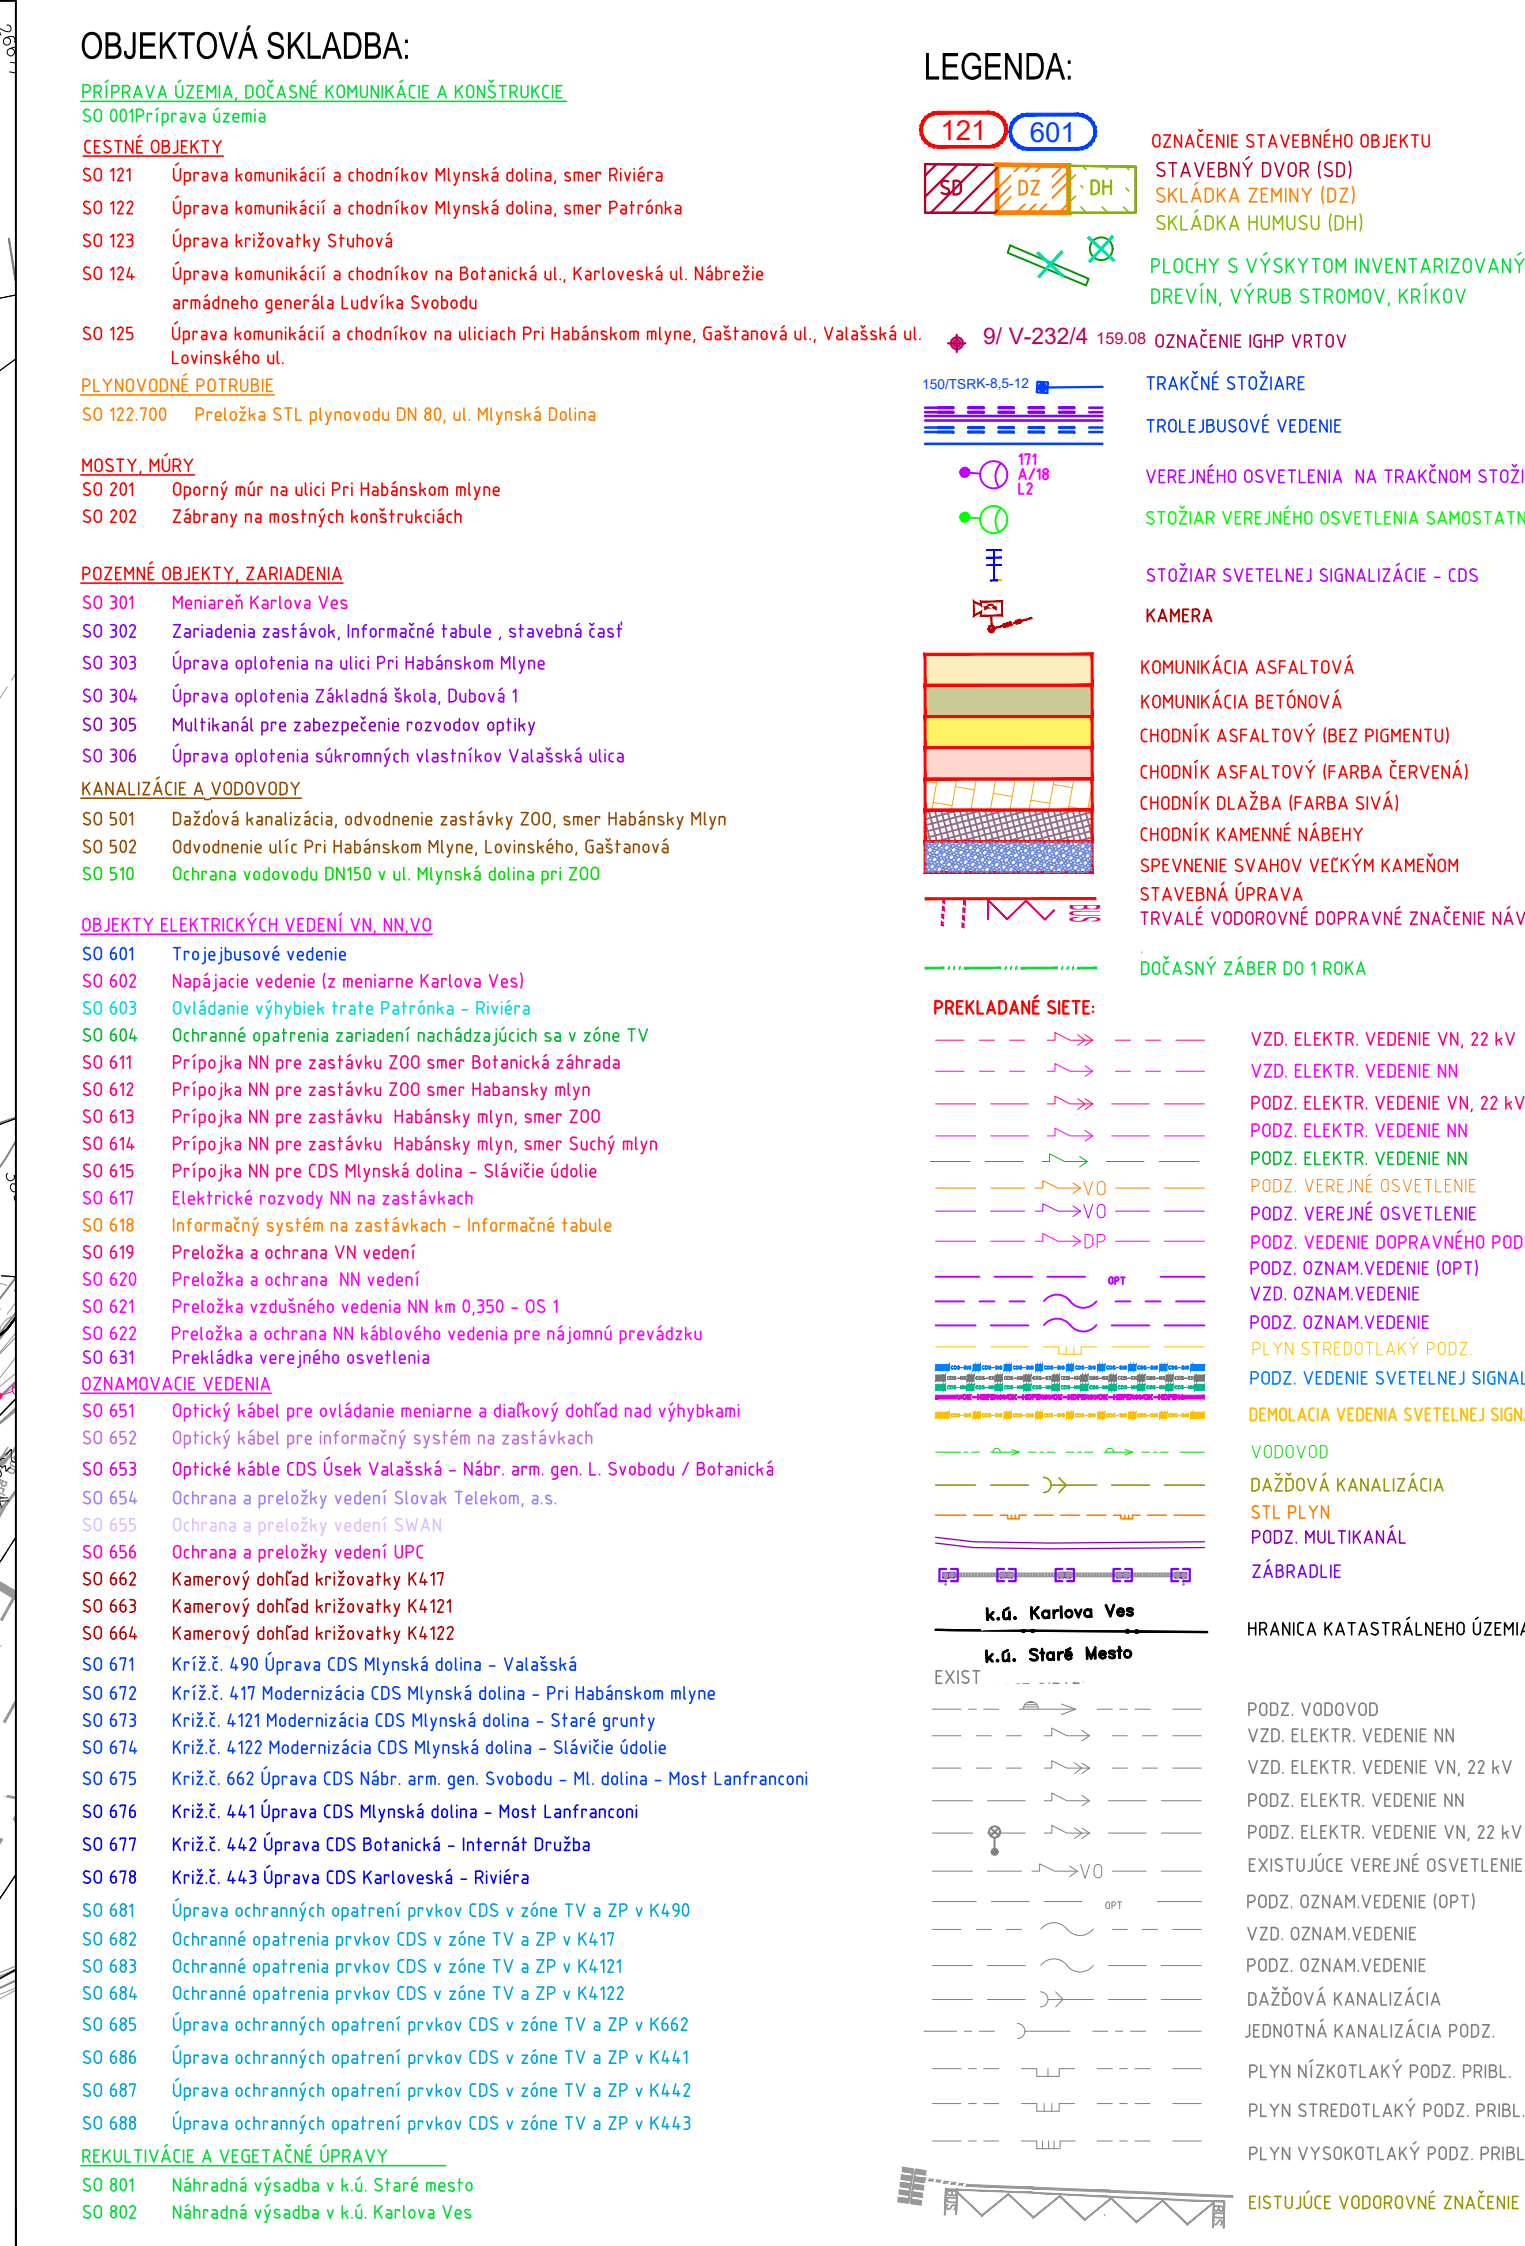 OBJEKTOVÁ SKLADBA:
PRÍPRAVA ÚZEMIA, DOČASNÉ KOMUNIKÁCIE A KONŠTRUKCIE
SO 001Príprava územia
CESTNÉ OBJEKTY
SO 121 Úprava komunikácií a chodníkov Mlynská dolina, smer Riviéra
SO 122 Úprava komunikácií a chodníkov Mlynská dolina, smer Patrónka
SO 123 Úprava križovatky Stuhová
SO 124 Úprava komunikácií a chodníkov na Botanická ul., Karloveská ul. Nábrežie
armádneho generála Ludvíka Svobodu
SO 125 Úprava komunikácií a chodníkov na uliciach Pri Habánskom mlyne, Gaštanová ul., Valašská ul.
Lovinského ul.
PLYNOVODNÉ POTRUBIE
SO 122.700 Preložka STL plynovodu DN 80, ul. Mlynská Dolina
MOSTY, MÚRY
SO 201 Oporný múr na ulici Pri Habánskom mlyne
SO 202 Zábrany na mostných konštrukciách
POZEMNÉ OBJEKTY, ZARIADENIA
SO 301 Meniareň Karlova Ves
SO 302 Zariadenia zastávok, Informačné tabule , stavebná časť
SO 303 Úprava oplotenia na ulici Pri Habánskom Mlyne
SO 304 Úprava oplotenia Základná škola, Dubová 1
SO 305 Multikanál pre zabezpečenie rozvodov optiky
SO 306 Úprava oplotenia súkromných vlastníkov Valašská ulica
KANALIZÁCIE A VODOVODY
SO 501 Dažďová kanalizácia, odvodnenie zastávky ZOO, smer Habánsky Mlyn
SO 502 Odvodnenie ulíc Pri Habánskom Mlyne, Lovinského, Gaštanová
SO 510 Ochrana vodovodu DN150 v ul. Mlynská dolina pri ZOO
OBJEKTY ELEKTRICKÝCH VEDENÍ VN, NN,VO
SO 601 Trojejbusové vedenie
SO 602 Napájacie vedenie (z meniarne Karlova Ves)
SO 603 Ovládanie výhybiek trate Patrónka - Riviéra
SO 604 Ochranné opatrenia zariadení nachádzajúcich sa v zóne TV
SO 611 Prípojka NN pre zastávku ZOO smer Botanická záhrada
SO 612 Prípojka NN pre zastávku ZOO smer Habansky mlyn
SO 613 Prípojka NN pre zastávku Habánsky mlyn, smer ZOO
SO 614 Prípojka NN pre zastávku Habánsky mlyn, smer Suchý mlyn
SO 615 Prípojka NN pre CDS Mlynská dolina - Slávičie údolie
SO 617 Elektrické rozvody NN na zastávkach
SO 618 Informačný systém na zastávkach - Informačné tabule
SO 619 Preložka a ochrana VN vedení
SO 620 Preložka a ochrana NN vedení
SO 621 Preložka vzdušného vedenia NN km 0,350 - OS 1
SO 622 Preložka a ochrana NN káblového vedenia pre nájomnú prevádzku
SO 631 Prekládka verejného osvetlenia
OZNAMOVACIE VEDENIA
SO 651 Optický kábel pre ovládanie meniarne a diaľkový dohľad nad výhybkami
SO 652 Optický kábel pre informačný systém na zastávkach
SO 653 Optické káble CDS Úsek Valašská - Nábr. arm. gen. L. Svobodu / Botanická
SO 654 Ochrana a preložky vedení Slovak Telekom, a.s.
SO 655 Ochrana a preložky vedení SWAN
SO 656 Ochrana a preložky vedení UPC
SO 662 Kamerový dohľad križovatky K417
SO 663 Kamerový dohľad križovatky K4121
SO 664 Kamerový dohľad križovatky K4122
SO 671 Kríž.č. 490 Úprava CDS Mlynská dolina - Valašská
SO 672 Kríž.č. 417 Modernizácia CDS Mlynská dolina - Pri Habánskom mlyne
SO 673 Križ.č. 4121 Modernizácia CDS Mlynská dolina - Staré grunty
SO 674 Križ.č. 4122 Modernizácia CDS Mlynská dolina - Slávičie údolie
SO 675 Križ.č. 662 Úprava CDS Nábr. arm. gen. Svobodu - Ml. dolina - Most Lanfranconi
SO 676 Križ.č. 441 Úprava CDS Mlynská dolina - Most Lanfranconi
SO 677 Križ.č. 442 Úprava CDS Botanická - Internát Družba
SO 678 Križ.č. 443 Úprava CDS Karloveská - Riviéra
SO 681 Úprava ochranných opatrení prvkov CDS v zóne TV a ZP v K490
SO 682 Ochranné opatrenia prvkov CDS v zóne TV a ZP v K417
SO 683 Ochranné opatrenia prvkov CDS v zóne TV a ZP v K4121
SO 684 Ochranné opatrenia prvkov CDS v zóne TV a ZP v K4122
SO 685 Úprava ochranných opatrení prvkov CDS v zóne TV a ZP v K662
SO 686 Úprava ochranných opatrení prvkov CDS v zóne TV a ZP v K441
SO 687 Úprava ochranných opatrení prvkov CDS v zóne TV a ZP v K442
SO 688 Úprava ochranných opatrení prvkov CDS v zóne TV a ZP v K443
REKULTIVÁCIE A VEGETAČNÉ ÚPRAVY
SO 801 Náhradná výsadba v k.ú. Staré mesto
SO 802 Náhradná výsadba v k.ú. Karlova Ves
LEGENDA:
121 601 OZNAČENIE STAVEBNÉHO OBJEKTU
SD DZ DH
STAVEBNÝ DVOR (SD)
SKLÁDKA ZEMINY (DZ)
SKLÁDKA HUMUSU (DH)
PLOCHY S VÝSKYTOM INVENTARIZOVANÝ
DREVÍN, VÝRUB STROMOV, KRÍKOV
9/ V-232/4 159.08 OZNAČENIE IGHP VRTOV
150/TSRK-8,5-12 TRAKČNÉ STOŽIARE
TROLEJBUSOVÉ VEDENIE
171
A/18
L2
VEREJNÉHO OSVETLENIA NA TRAKČNOM STOŽI
STOŽIAR VEREJNÉHO OSVETLENIA SAMOSTATN
STOŽIAR SVETELNEJ SIGNALIZÁCIE - CDS
KAMERA
KOMUNIKÁCIA ASFALTOVÁ
KOMUNIKÁCIA BETÓNOVÁ
CHODNÍK ASFALTOVÝ (BEZ PIGMENTU)
CHODNÍK ASFALTOVÝ (FARBA ČERVENÁ)
CHODNÍK DLAŽBA (FARBA SIVÁ)
CHODNÍK KAMENNÉ NÁBEHY
SPEVNENIE SVAHOV VEĽKÝM KAMEŇOM
STAVEBNÁ ÚPRAVA
BUS TRVALÉ VODOROVNÉ DOPRAVNÉ ZNAČENIE NÁV
DOČASNÝ ZÁBER DO 1 ROKA
PREKLADANÉ SIETE:
VZD. ELEKTR. VEDENIE VN, 22 kV
VZD. ELEKTR. VEDENIE NN
PODZ. ELEKTR. VEDENIE VN, 22 kV
PODZ. ELEKTR. VEDENIE NN
PODZ. ELEKTR. VEDENIE NN
VO PODZ. VEREJNÉ OSVETLENIE
VO PODZ. VEREJNÉ OSVETLENIE
DP PODZ. VEDENIE DOPRAVNÉHO POD
OPT PODZ. OZNAM.VEDENIE (OPT)
VZD. OZNAM.VEDENIE
PODZ. OZNAM.VEDENIE
PLYN STREDOTLAKÝ PODZ.
PODZ. VEDENIE SVETELNEJ SIGNAL
DEMOLACIA VEDENIA SVETELNEJ SIGN
VODOVOD
DAŽĎOVÁ KANALIZÁCIA
STL PLYN
PODZ. MULTIKANÁL
ZÁBRADLIE
k.ú. Karlova Ves
HRANICA KATASTRÁLNEHO ÚZEMIA
k.ú. Staré Mesto
EXIST
PODZ. VODOVOD
VZD. ELEKTR. VEDENIE NN
VZD. ELEKTR. VEDENIE VN, 22 kV
PODZ. ELEKTR. VEDENIE NN
PODZ. ELEKTR. VEDENIE VN, 22 kV
VO EXISTUJÚCE VEREJNÉ OSVETLENIE
OPT PODZ. OZNAM.VEDENIE (OPT)
VZD. OZNAM.VEDENIE
PODZ. OZNAM.VEDENIE
DAŽĎOVÁ KANALIZÁCIA
JEDNOTNÁ KANALIZÁCIA PODZ.
PLYN NÍZKOTLAKÝ PODZ. PRIBL.
PLYN STREDOTLAKÝ PODZ. PRIBL.
PLYN VYSOKOTLAKÝ PODZ. PRIBL
BUS BUS EISTUJÚCE VODOROVNÉ ZNAČENIE